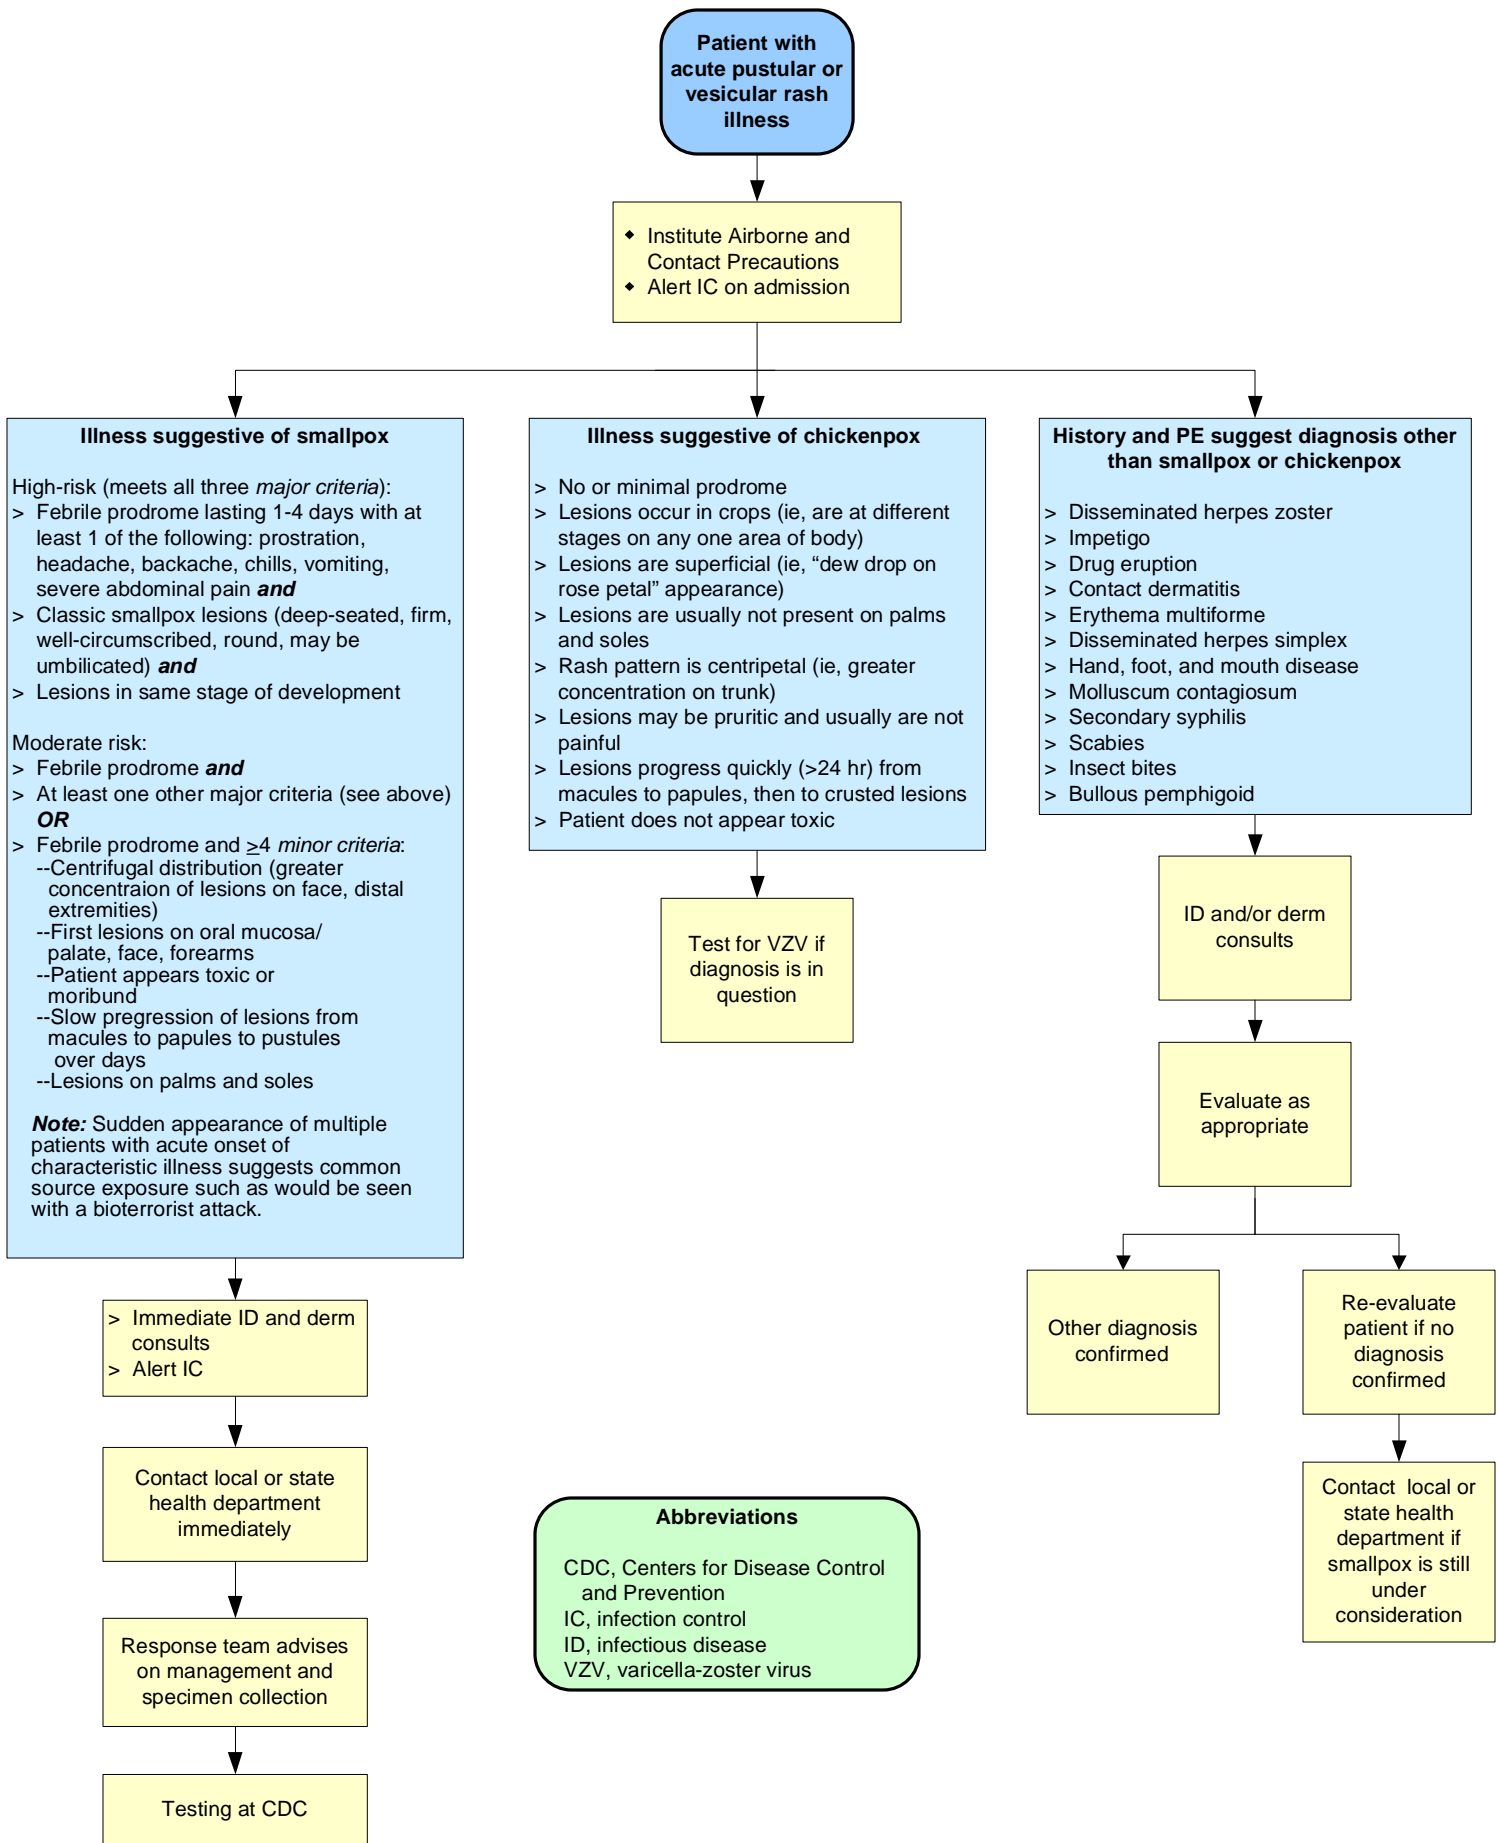 Patient with
acute pustular or
vesicular rash
illness
◆ Institute Airborne and
Contact Precautions
◆ Alert IC on admission
Illness suggestive of smallpox
High-risk (meets all three major criteria):
> Febrile prodrome lasting 1-4 days with at
least 1 of the following: prostration,
headache, backache, chills, vomiting,
severe abdominal pain and
> Classic smallpox lesions (deep-seated, firm,
well-circumscribed, round, may be
umbilicated) and
> Lesions in same stage of development
Moderate risk:
> Febrile prodrome and
> At least one other major criteria (see above)
OR
> Febrile prodrome and ≥4 minor criteria:
--Centrifugal distribution (greater
concentraion of lesions on face, distal
extremities)
--First lesions on oral mucosa/
palate, face, forearms
--Patient appears toxic or
moribund
--Slow pregression of lesions from
macules to papules to pustules
over days
--Lesions on palms and soles
Note: Sudden appearance of multiple
patients with acute onset of
characteristic illness suggests common
source exposure such as would be seen
with a bioterrorist attack.
> Immediate ID and derm
consults
> Alert IC
Contact local or state
health department
immediately
Response team advises
on management and
specimen collection
Testing at CDC
Illness suggestive of chickenpox
> No or minimal prodrome
> Lesions occur in crops (ie, are at different
stages on any one area of body)
> Lesions are superficial (ie, “dew drop on
rose petal” appearance)
> Lesions are usually not present on palms
and soles
> Rash pattern is centripetal (ie, greater
concentration on trunk)
> Lesions may be pruritic and usually are not
painful
> Lesions progress quickly (>24 hr) from
macules to papules, then to crusted lesions
> Patient does not appear toxic
Test for VZV if
diagnosis is in
question
History and PE suggest diagnosis other
than smallpox or chickenpox
> Disseminated herpes zoster
> Impetigo
> Drug eruption
> Contact dermatitis
> Erythema multiforme
> Disseminated herpes simplex
> Hand, foot, and mouth disease
> Molluscum contagiosum
> Secondary syphilis
> Scabies
> Insect bites
> Bullous pemphigoid
ID and/or derm
consults
Evaluate as
appropriate
Other diagnosis
confirmed
Re-evaluate
patient if no
diagnosis
confirmed
Contact local or
state health
department if
smallpox is still
under
consideration
Abbreviations
CDC, Centers for Disease Control
and Prevention
IC, infection control
ID, infectious disease
VZV, varicella-zoster virus